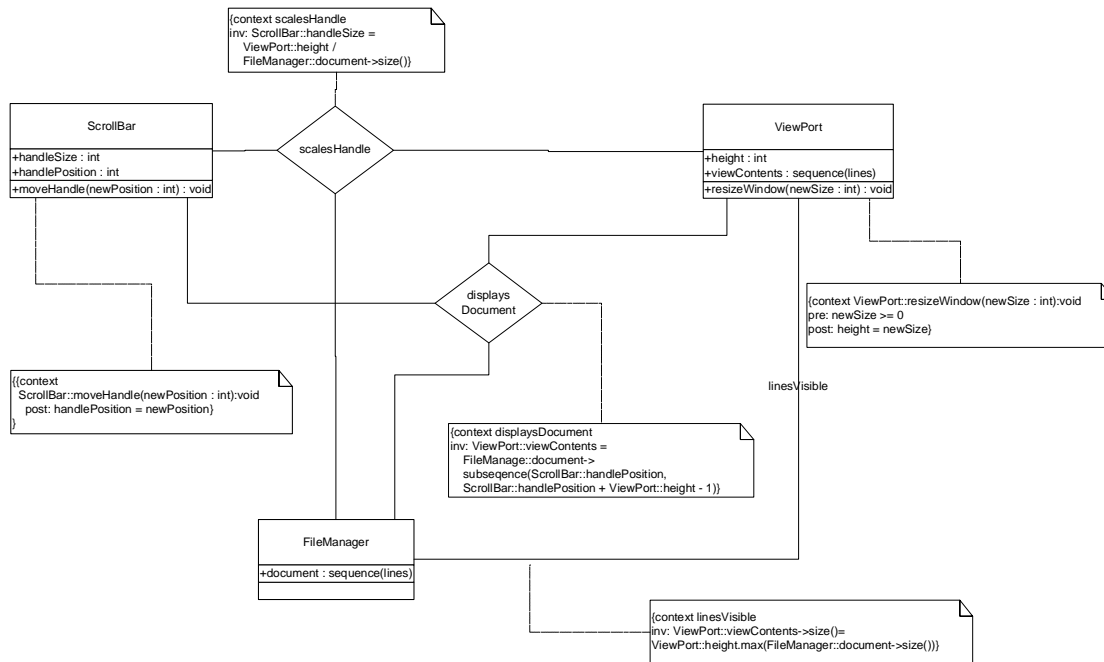 {context scalesHandle
inv: ScrollBar::handleSize =
ViewPort::height /
FileManager::document->size()}
ScrollBar
+handleSize : int
+handlePosition : int
+moveHandle(newPosition : int) : void
scalesHandle
ViewPort
+height : int
+viewContents : sequence(lines)
+resizeWindow(newSize : int) : void
displays
Document
{context ViewPort::resizeWindow(newSize : int):void
pre: newSize >= 0
post: height = newSize}
{{context
ScrollBar::moveHandle(newPosition : int):void
post: handlePosition = newPosition}
}
linesVisible
{context displaysDocument
inv: ViewPort::viewContents =
FileManage::document->
subseqence(ScrollBar::handlePosition,
ScrollBar::handlePosition + ViewPort::height - 1)}
FileManager
+document : sequence(lines)
{context linesVisible
inv: ViewPort::viewContents->size()=
ViewPort::height.max(FileManager::document->size())}